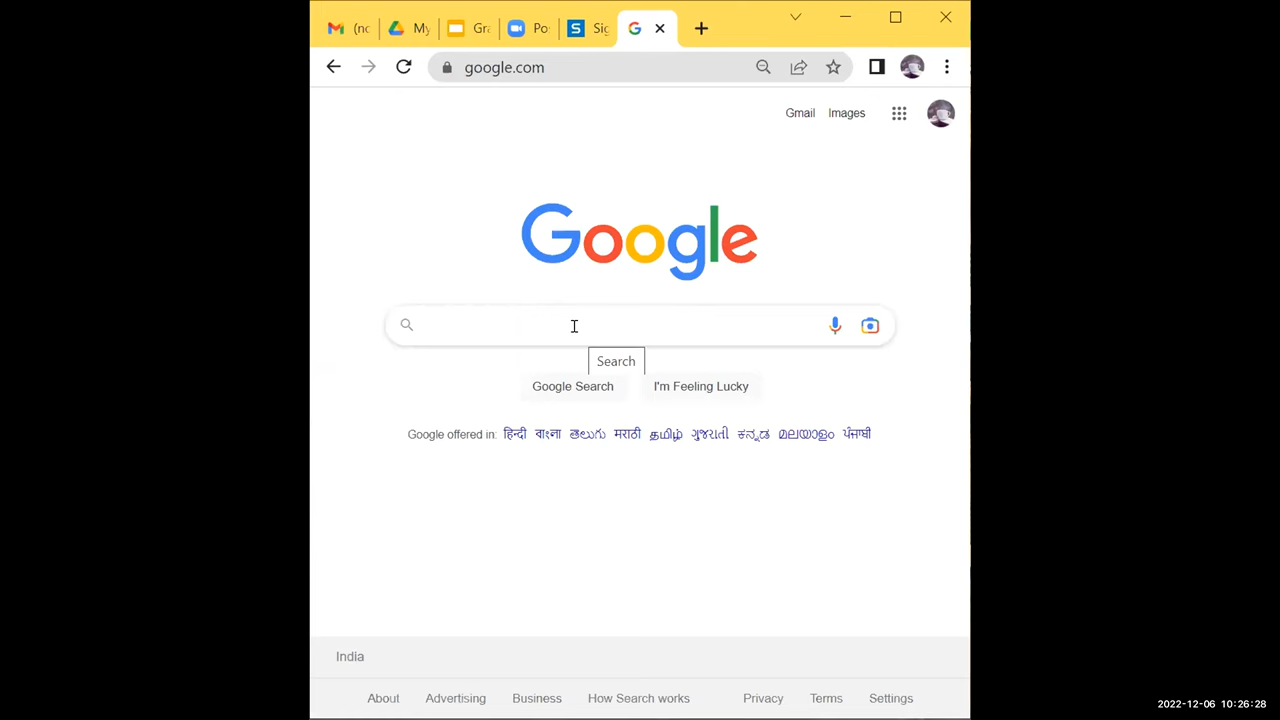 (nc My Gra Po Sig
google.com
Gmail Images
Google
Search
Google Search I'm Feeling Lucky
Google offered in: हिन्दी বাংলা తెలుగు मराठी தமிழ் ગુજરાતી ಕನ್ನಡ മലയാളം ਪੰਜਾਬੀ
India
About Advertising Business How Search works Privacy Terms Settings
2022-12-06 10:26:28